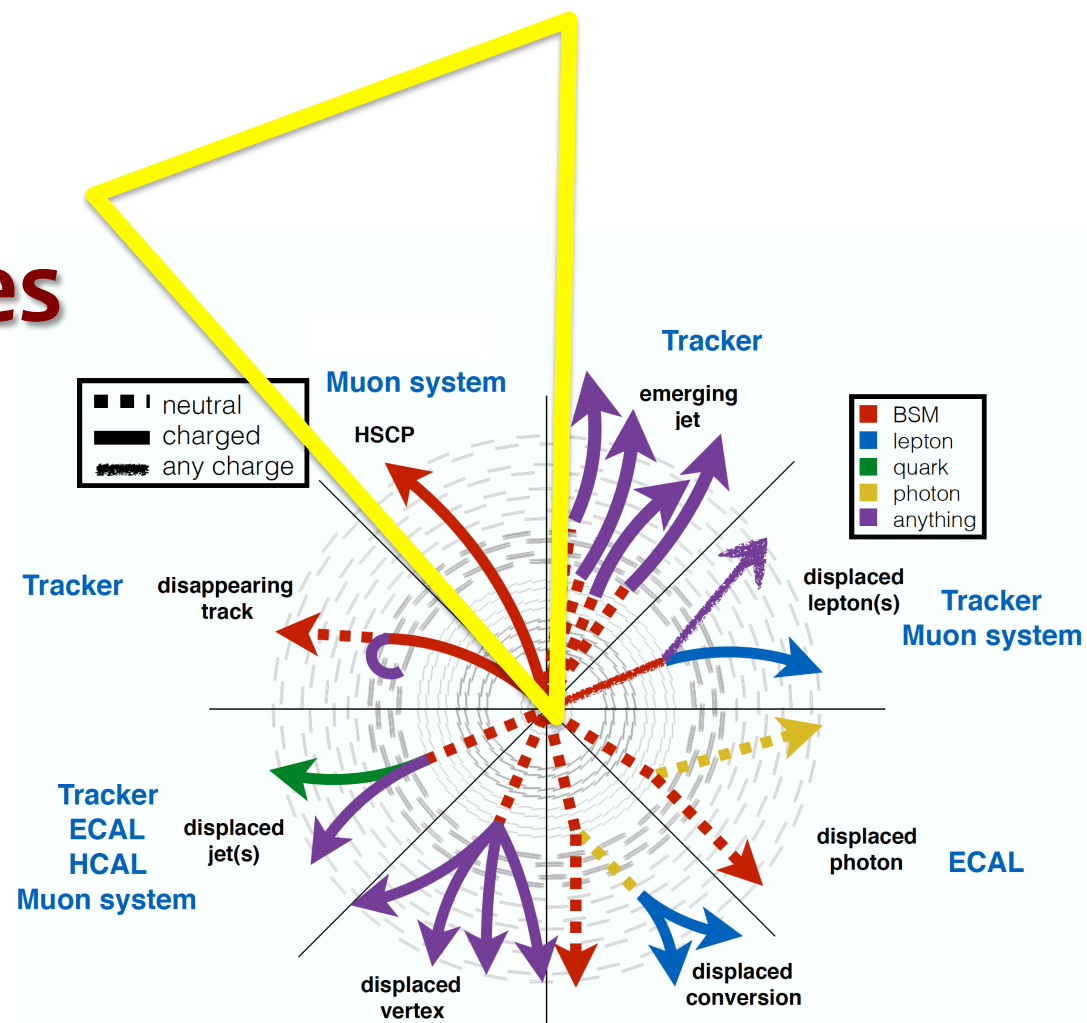 es
Tracker
Muon system
emerging
jet
neutral
charged
any charge
HSCP
BSM
lepton
quark
photon
anything
Tracker
disappearing
track
displaced
lepton(s)
Tracker
Muon system
Tracker
ECAL
HCAL
Muon system
displaced
jet(s)
displaced
photon
ECAL
displaced
vertex
displaced
conversion